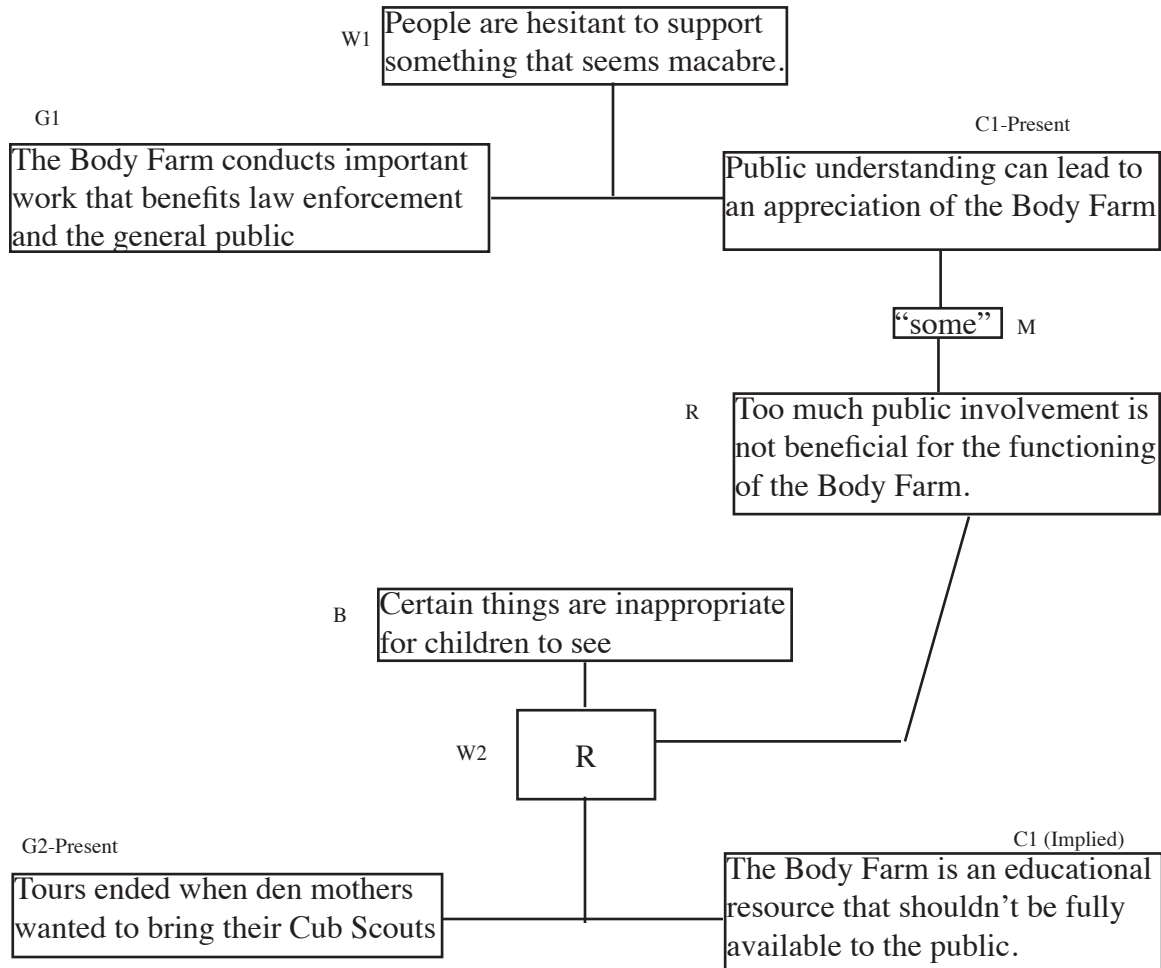 W1
People are hesitant to support
something that seems macabre.
G1
The Body Farm conducts important
work that benefits law enforcement
and the general public
C1-Present
Public understanding can lead to
an appreciation of the Body Farm
“some”
M
R
Too much public involvement is
not beneficial for the functioning
of the Body Farm.
B
Certain things are inappropriate
for children to see
W2
R
G2-Present
Tours ended when den mothers
wanted to bring their Cub Scouts
C1 (Implied)
The Body Farm is an educational
resource that shouldn’t be fully
available to the public.